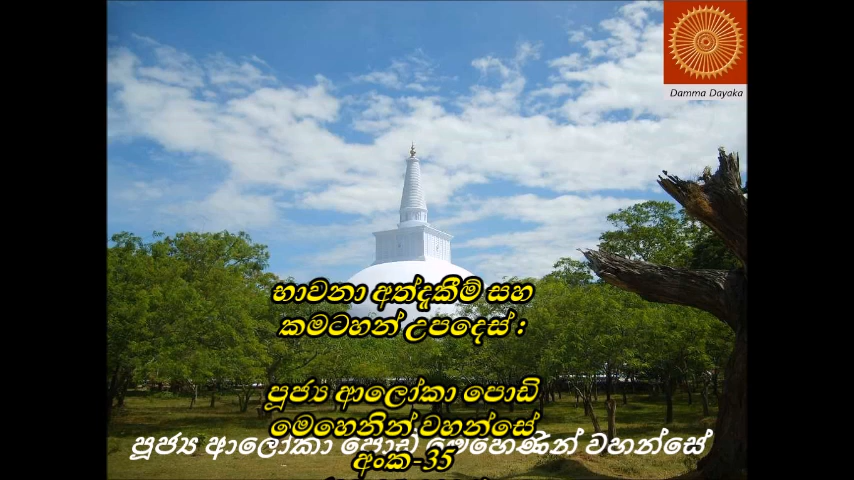 Damma Dayaka
භාවනා අත්දැකීම් සහ
කමටහන් උපදෙස් :
පූජ්‍ය ආලෝකා පොඩි
මෙහෙනින් වහන්සේ
පූජ්‍ය ආලෝකා පොඩි මෙහෙණින් වහන්සේ
අංක-35